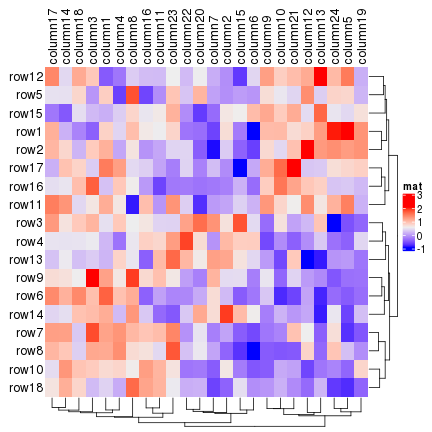 column17
column14
column18
column3
column1
column4
column8
column16
column11
column23
column22
column20
column7
column2
column15
column6
column9
column10
column21
column12
column13
column24
column5
column19
row12
row5
row15
row1
row2
row17
row16
row11
row3
row4
row13
row9
row6
row14
row7
row8
row10
row18
mat
3
2
1
0
-1